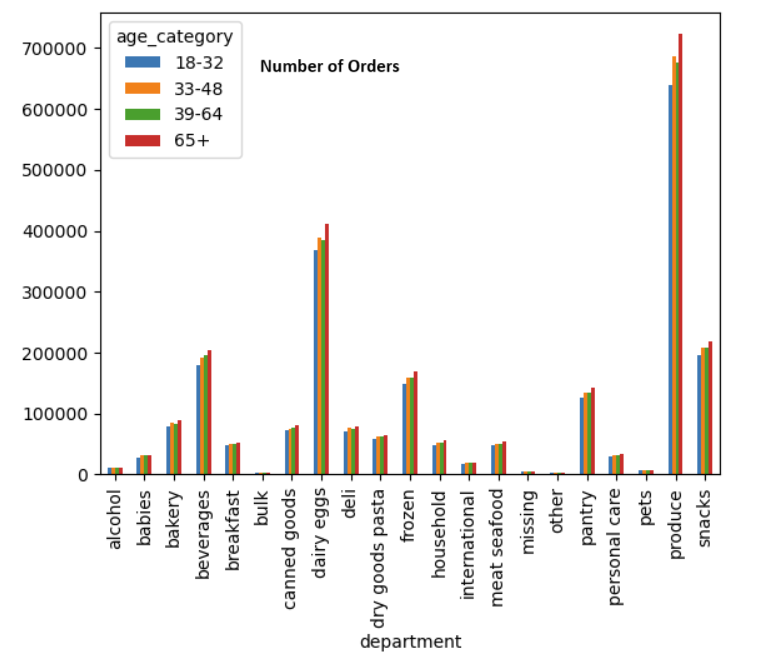 age_category
18-32
33-48
39-64
65+
Number of Orders
700000
600000
500000
400000
300000
200000
100000
0
alcohol
babies
bakery
beverages
breakfast
bulk
canned goods
dairy eggs
deli
dry goods pasta
frozen
household
international
meat seafood
missing
other
pantry
personal care
pets
produce
snacks
department